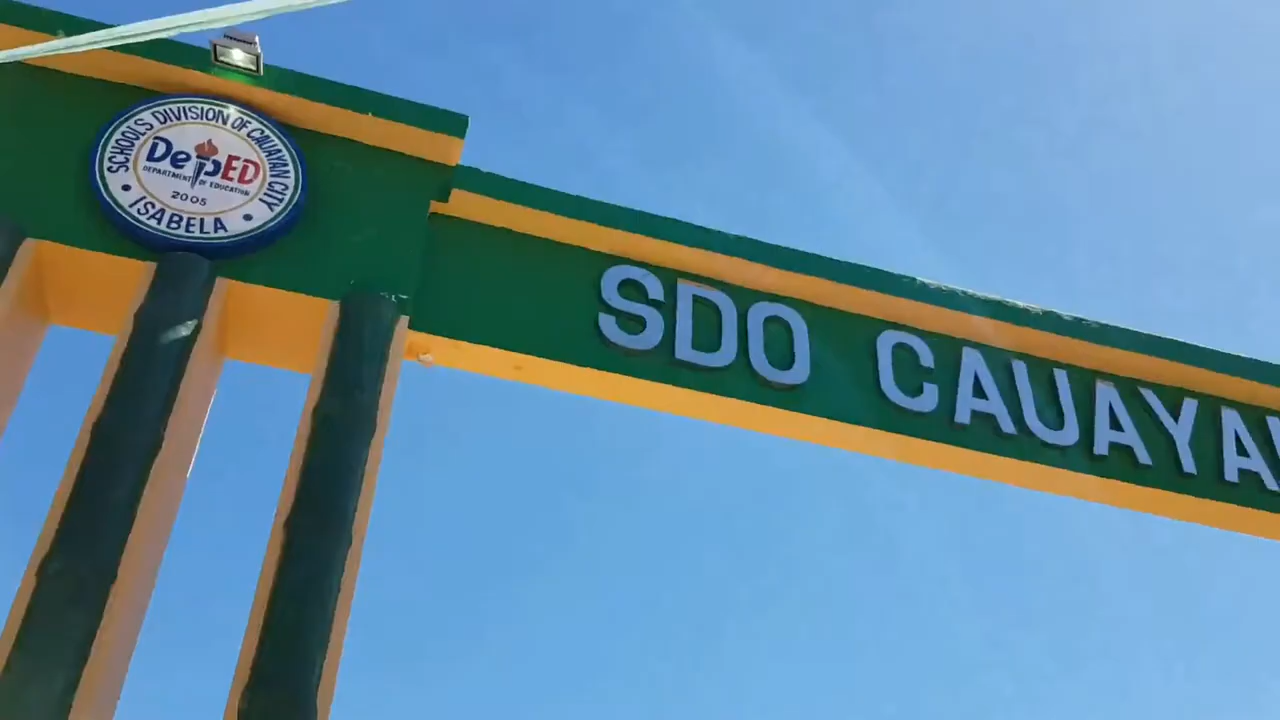 SCHOOLS DIVISION OF CAUAYAN CITY
DepED
DEPARTMENT OF EDUCATION
2005
ISABELA
SDO CAUAYA